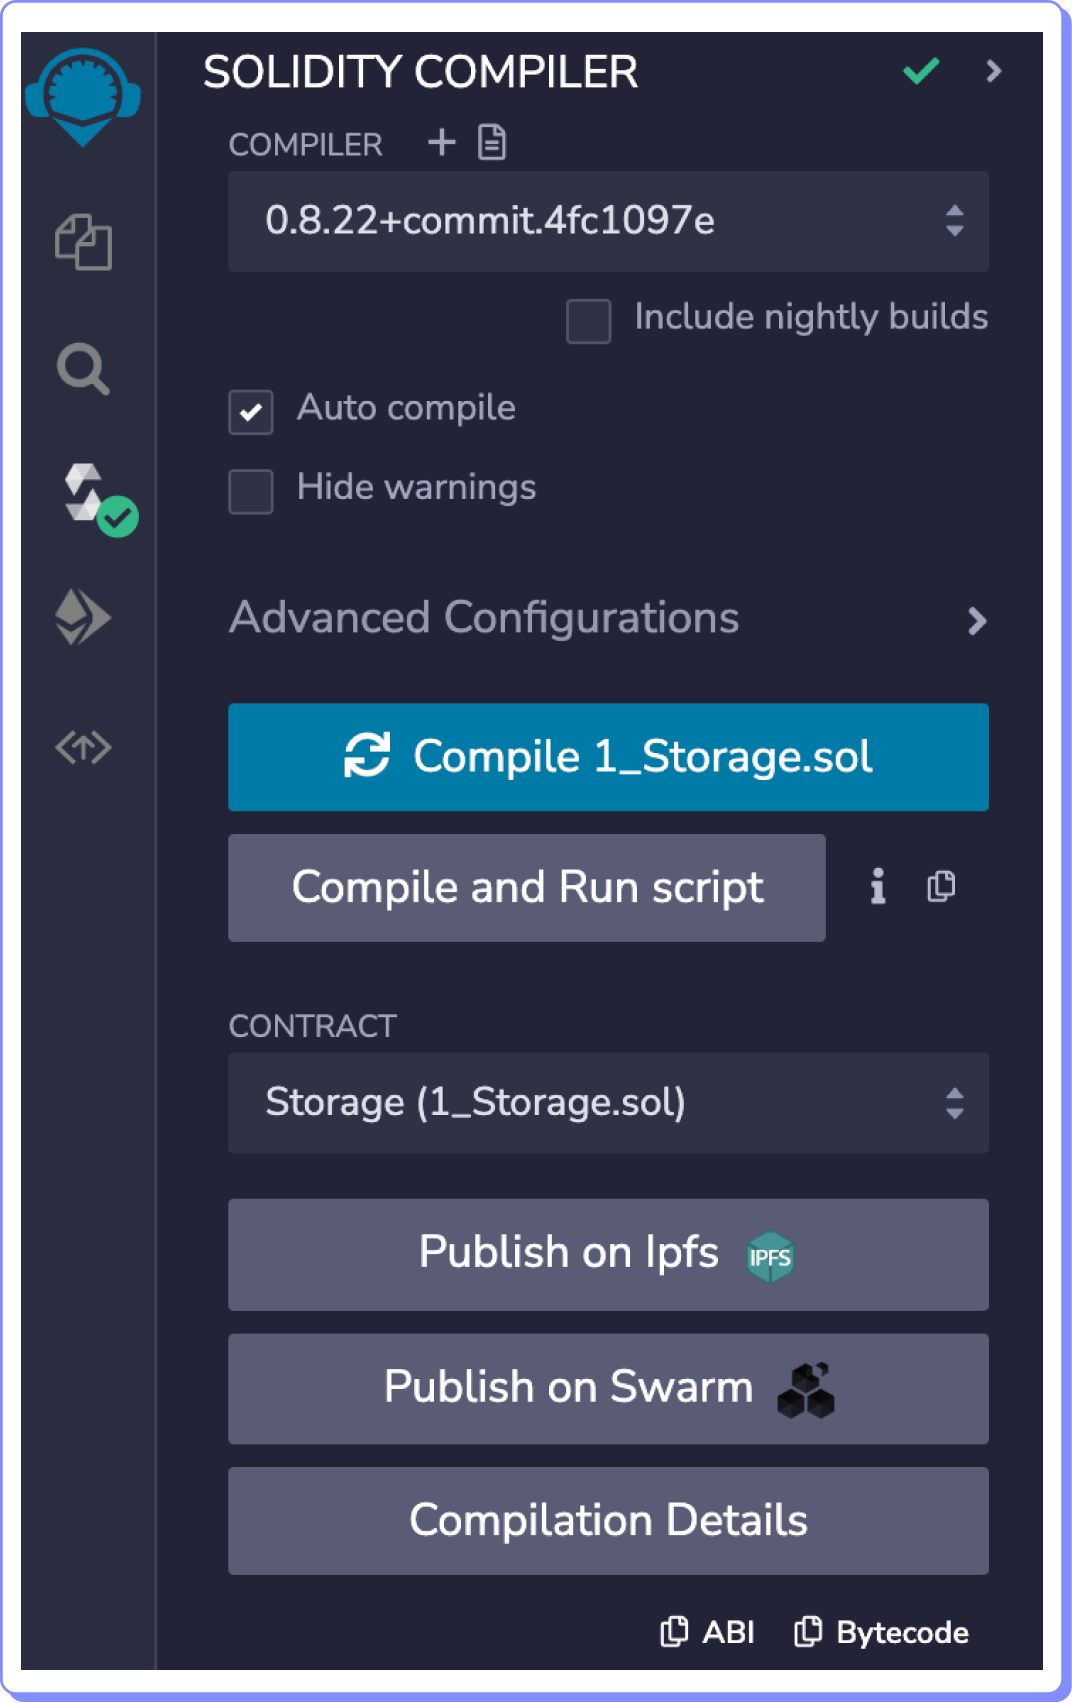 SOLIDITY COMPILER
COMPILER
0.8.22+commit.4fc1097e
Include nightly builds
Auto compile
Hide warnings
Advanced Configurations
Compile 1_Storage.sol
Compile and Run script
CONTRACT
Storage (1_Storage.sol)
Publish on Ipfs IPFS
Publish on Swarm
Compilation Details
ABI Bytecode